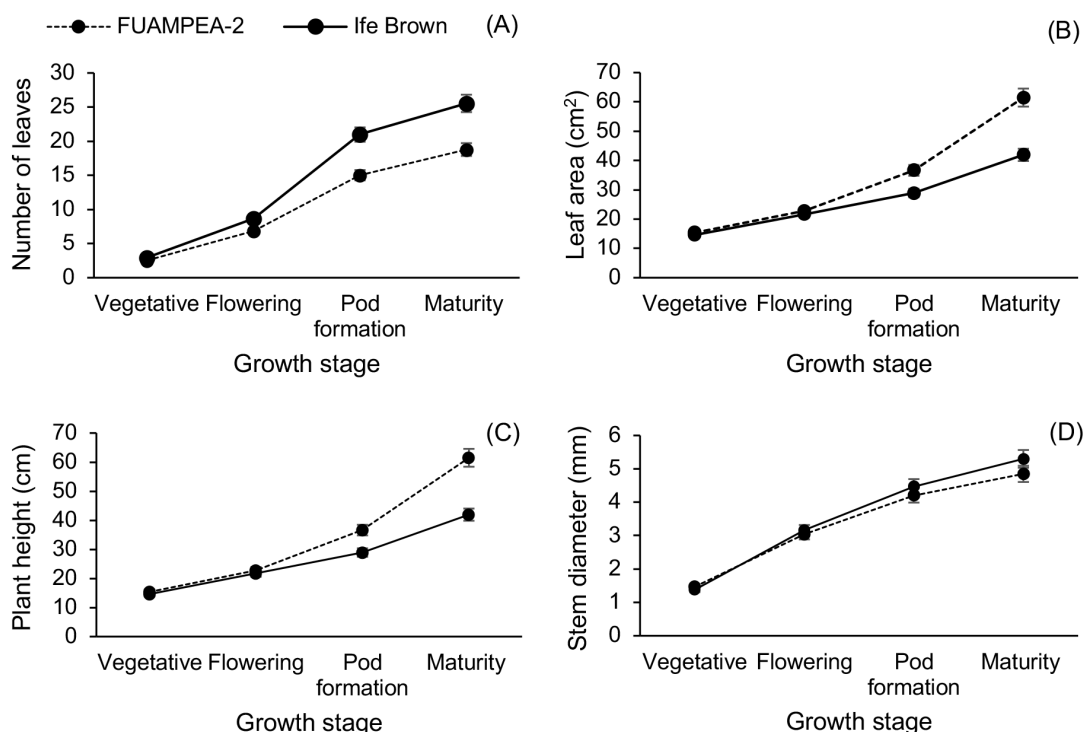 FUAMPEA-2 Ife Brown (A)
Number of leaves
30
25
20
15
10
5
0
Vegetative Flowering Pod formation Maturity
Growth stage
(B)
Leaf area (cm²)
70
60
50
40
30
20
10
0
Vegetative Flowering Pod formation Maturity
Growth stage
(C)
Plant height (cm)
70
60
50
40
30
20
10
0
Vegetative Flowering Pod formation Maturity
Growth stage
(D)
Stem diameter (mm)
6
5
4
3
2
1
0
Vegetative Flowering Pod formation Maturity
Growth stage